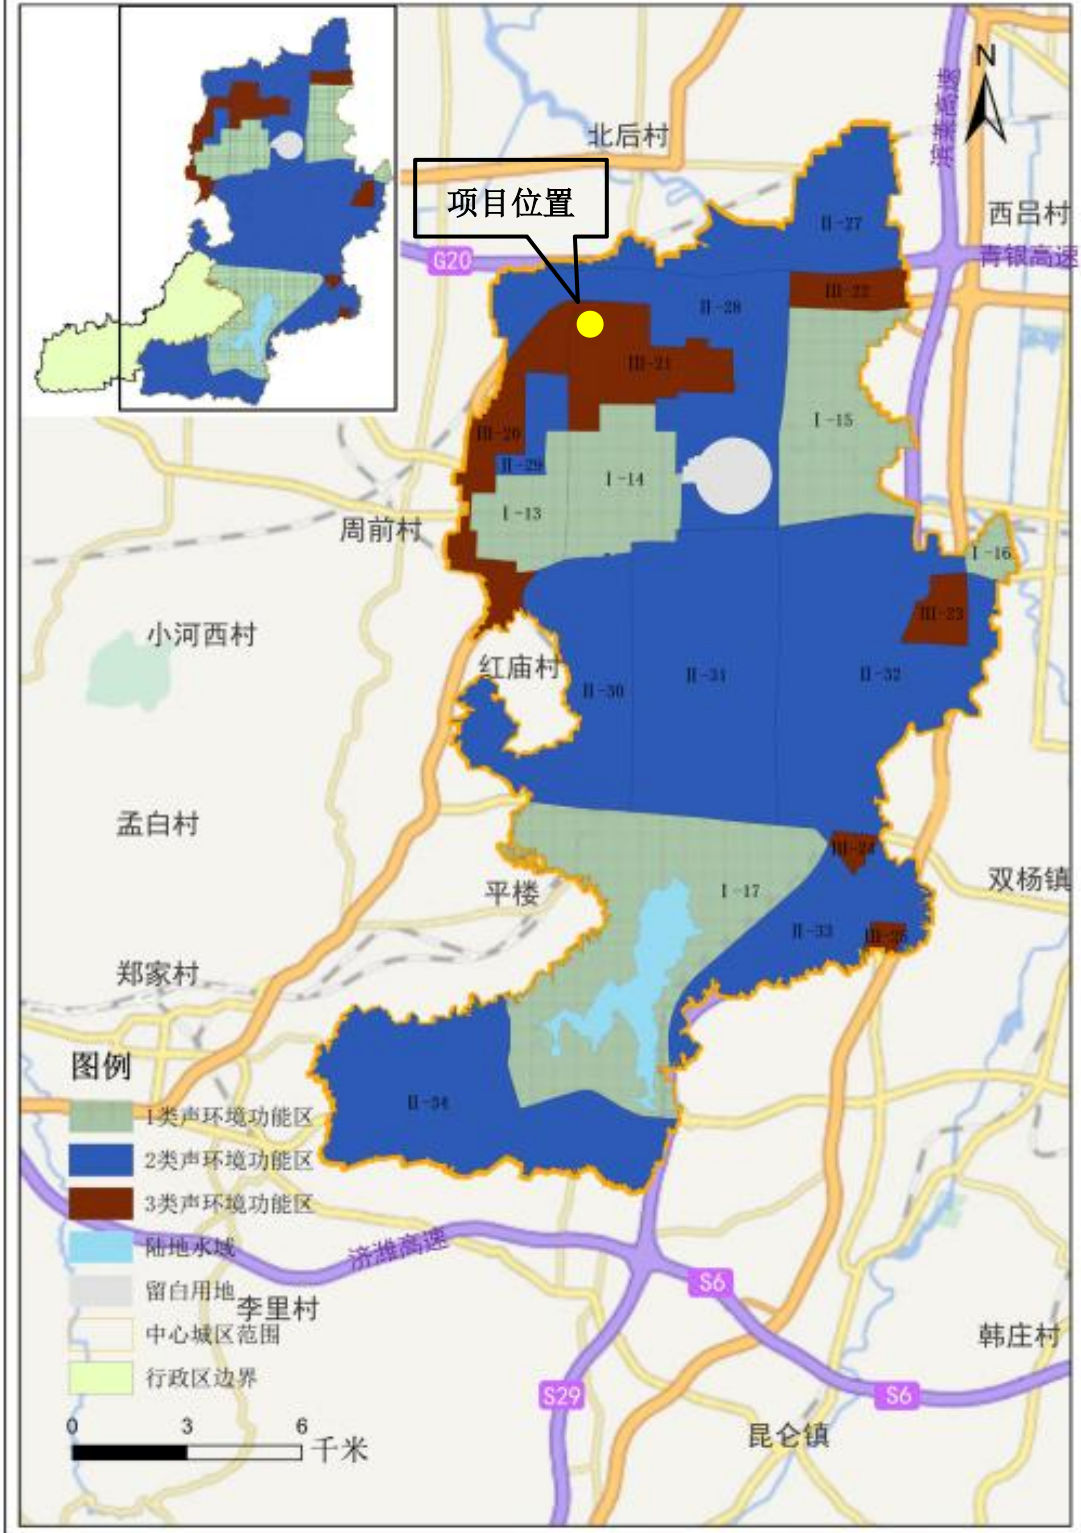 N
滨莱高速
北后村
项目位置
西吕村
II-27
G20
青银高速
III-22
II-28
III-21
I-15
III-20
II-29
I-14
I-13
周前村
I-16
III-23
小河西村
红庙村
II-30
II-31
II-32
孟白村
III-24
双杨镇
平楼
I-17
II-33
III-25
郑家村
图例
II-34
1类声环境功能区
2类声环境功能区
3类声环境功能区
陆地水域
济潍高速
留白用地
S6
李里村
中心城区范围
韩庄村
行政区边界
S29
S6
0 3 6
千米
昆仑镇